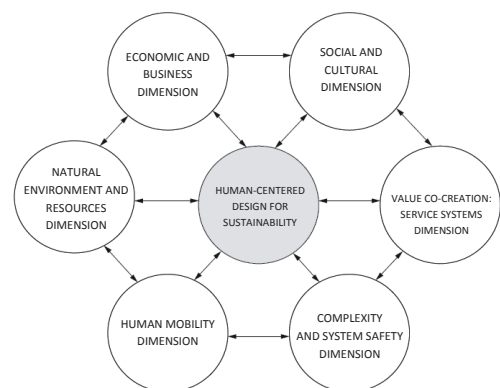 ECONOMIC AND
BUSINESS
DIMENSION
SOCIAL AND
CULTURAL
DIMENSION
NATURAL
ENVIRONMENT AND
RESOURCES
DIMENSION
HUMAN-CENTERED
DESIGN FOR
SUSTAINABILITY
VALUE CO-CREATION:
SERVICE SYSTEMS
DIMENSION
HUMAN MOBILITY
DIMENSION
COMPLEXITY
AND SYSTEM SAFETY
DIMENSION